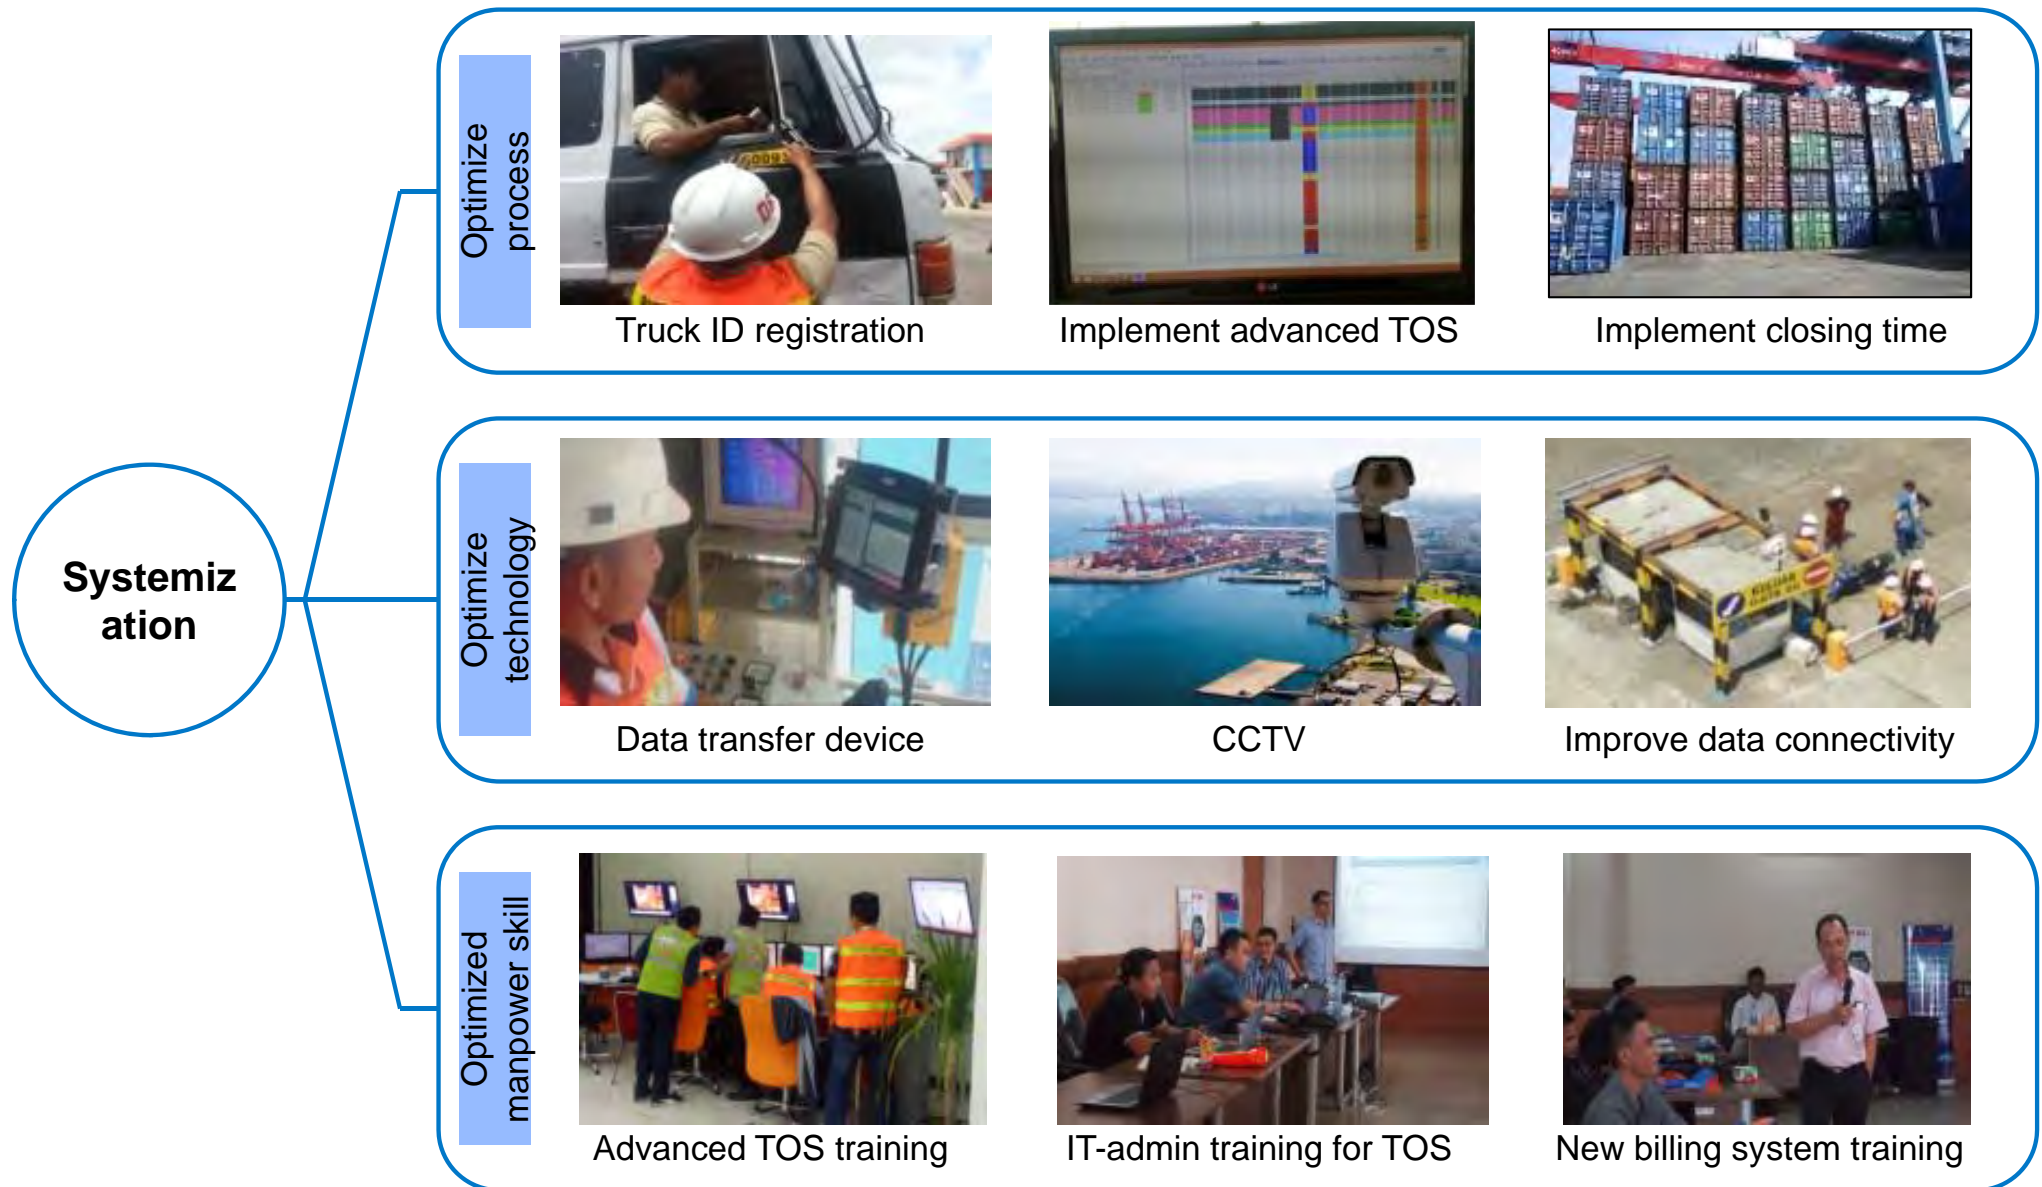 Optimize
process
Truck ID registration
Implement advanced TOS
Implement closing time
Systemiz
ation
Optimize
technology
Data transfer device
CCTV
Improve data connectivity
Optimized
manpower skill
Advanced TOS training
IT-admin training for TOS
New billing system training